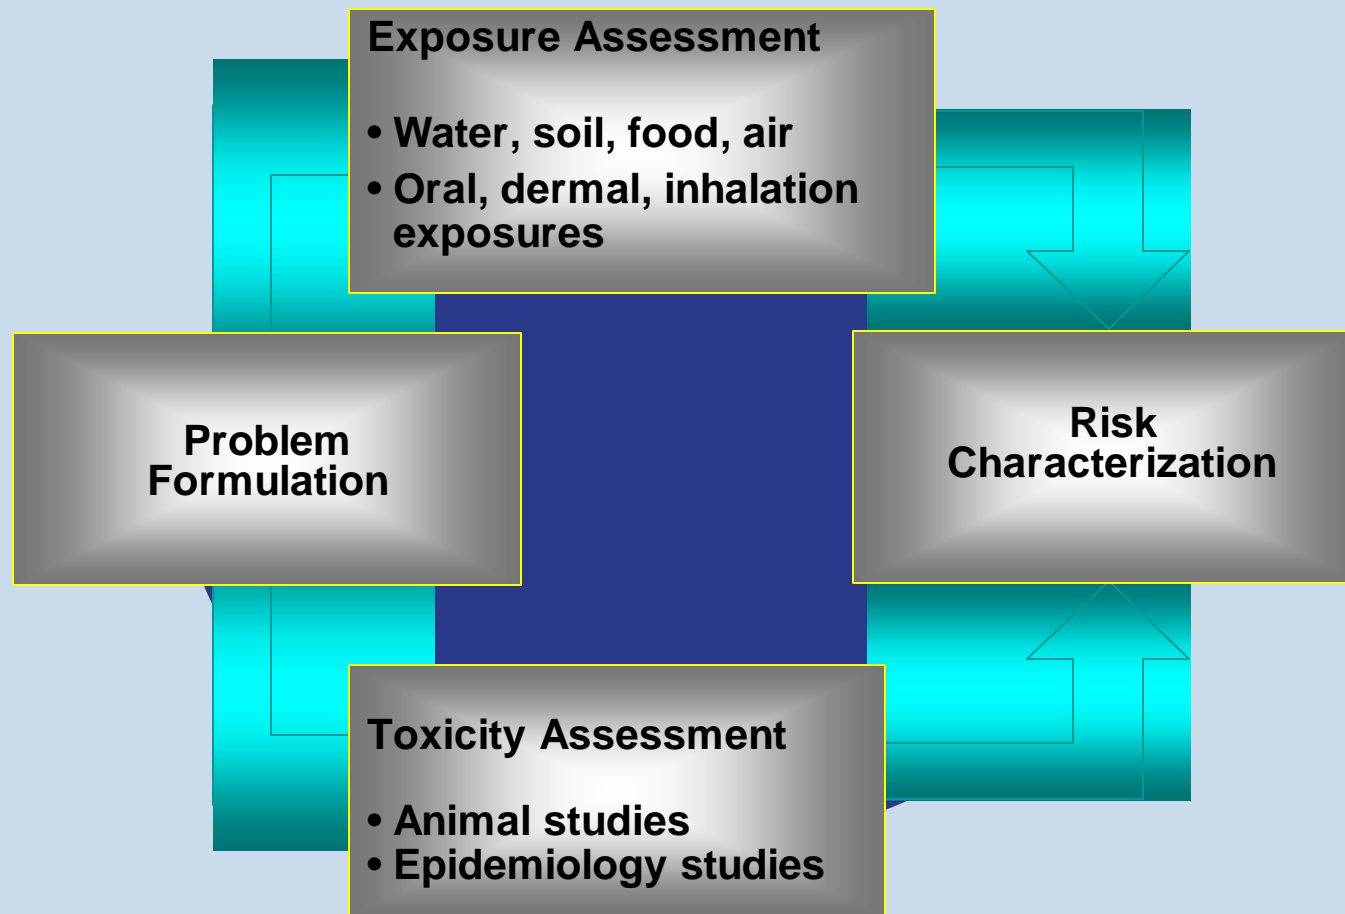 Exposure Assessment
• Water, soil, food, air
• Oral, dermal, inhalation
exposures
Problem
Formulation
Risk
Characterization
Toxicity Assessment
• Animal studies
• Epidemiology studies